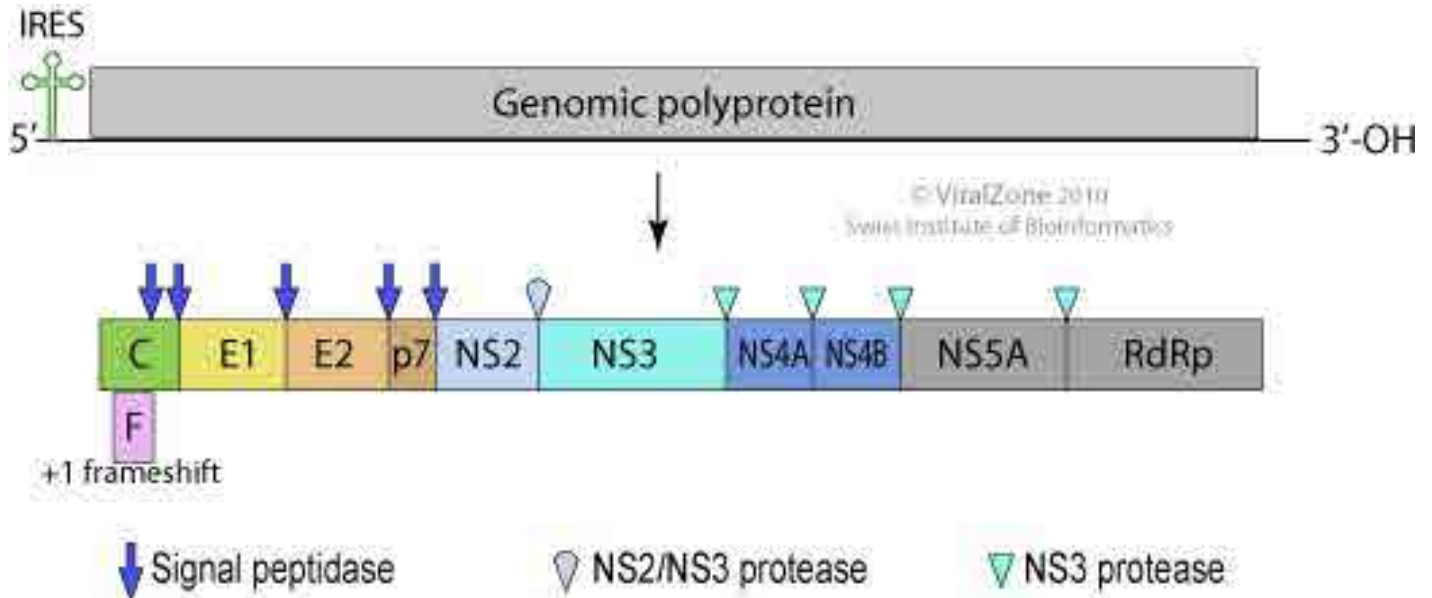 IRES
Genomic polyprotein
5' 3'-OH
© ViralZone 2010
Swiss Institute of Bioinformatics
C E1 E2 p7 NS2 NS3 NS4A NS4B NS5A RdRp
F
+1 frameshift
Signal peptidase NS2/NS3 protease NS3 protease